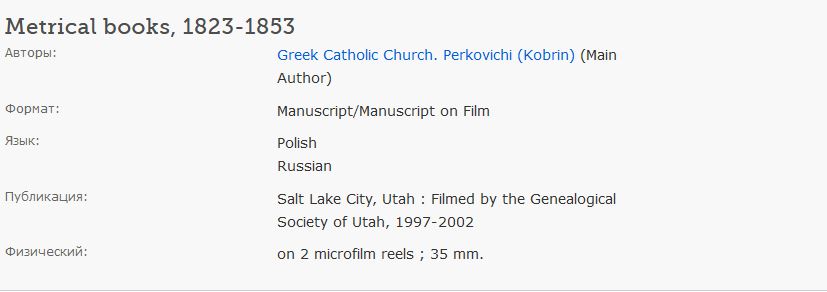 Metrical books, 1823-1853
Авторы: Greek Catholic Church. Perkovichi (Kobrin) (Main
Author)
Формат: Manuscript/Manuscript on Film
Язык: Polish
Russian
Публикация: Salt Lake City, Utah : Filmed by the Genealogical
Society of Utah, 1997-2002
Физический: on 2 microfilm reels ; 35 mm.